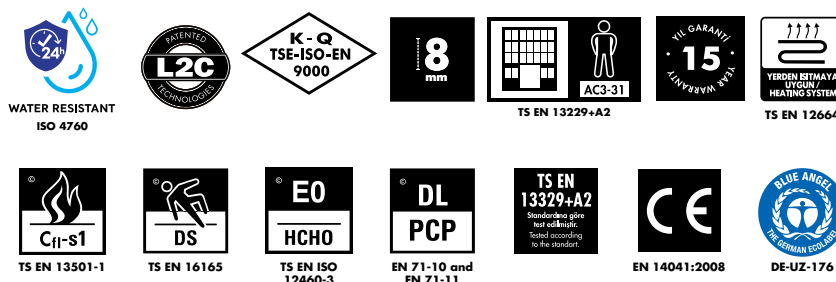 24h
WATER RESISTANT
ISO 4760
PATENTED
L2C
TECHNOLOGIES
K - Q
TSE-ISO-EN
9000
8
mm
AC3-31
TS EN 13229+A2
YIL GARANTİ
15
YEAR WARRANTY
YERDEN ISITMAYA
UYGUN /
HEATING SYSTEM
TS EN 12664
©
Cfl-s1
TS EN 13501-1
©
DS
TS EN 16165
©
E0
HCHO
TS EN ISO
12460-3
©
DL
PCP
EN 71-10 and
EN 71-11
TS EN
13329+A2
Standardına göre
test edilmiştir.
Tested according
to the standart.
CE
EN 14041:2008
BLUE ANGEL
THE GERMAN ECOLABEL
DE-UZ-176